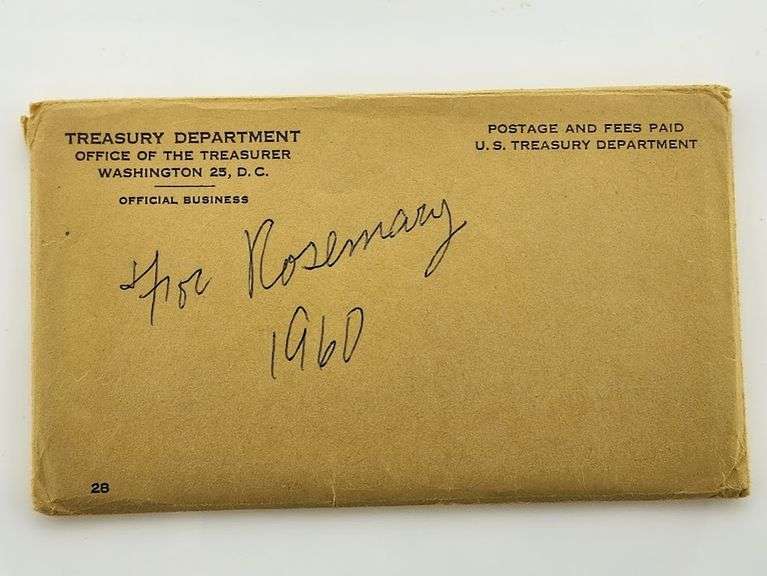 TREASURY DEPARTMENT
OFFICE OF THE TREASURER
WASHINGTON 25, D. C.
OFFICIAL BUSINESS
POSTAGE AND FEES PAID
U. S. TREASURY DEPARTMENT
For Rosemary
1960
28